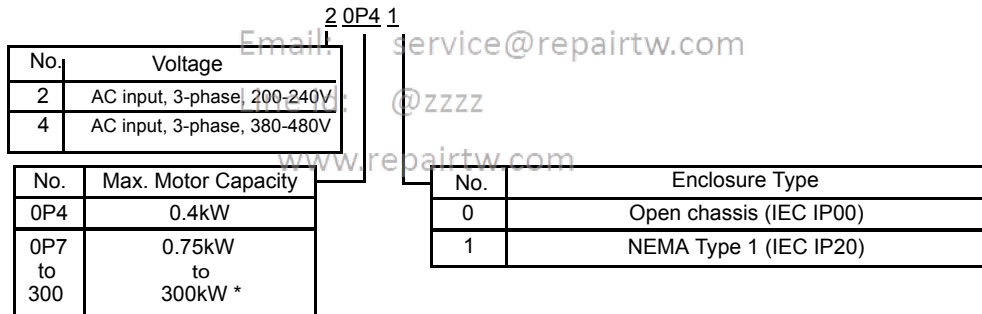 2 0P4 1
Email: service@repairtw.com
No. Voltage
2 AC input, 3-phase, 200-240V
4 AC input, 3-phase, 380-480V
Line id: @zzzz
www.repairtw.com
No. Max. Motor Capacity
0P4 0.4kW
0P7 0.75kW
to to
300 300kW *
No. Enclosure Type
0 Open chassis (IEC IP00)
1 NEMA Type 1 (IEC IP20)